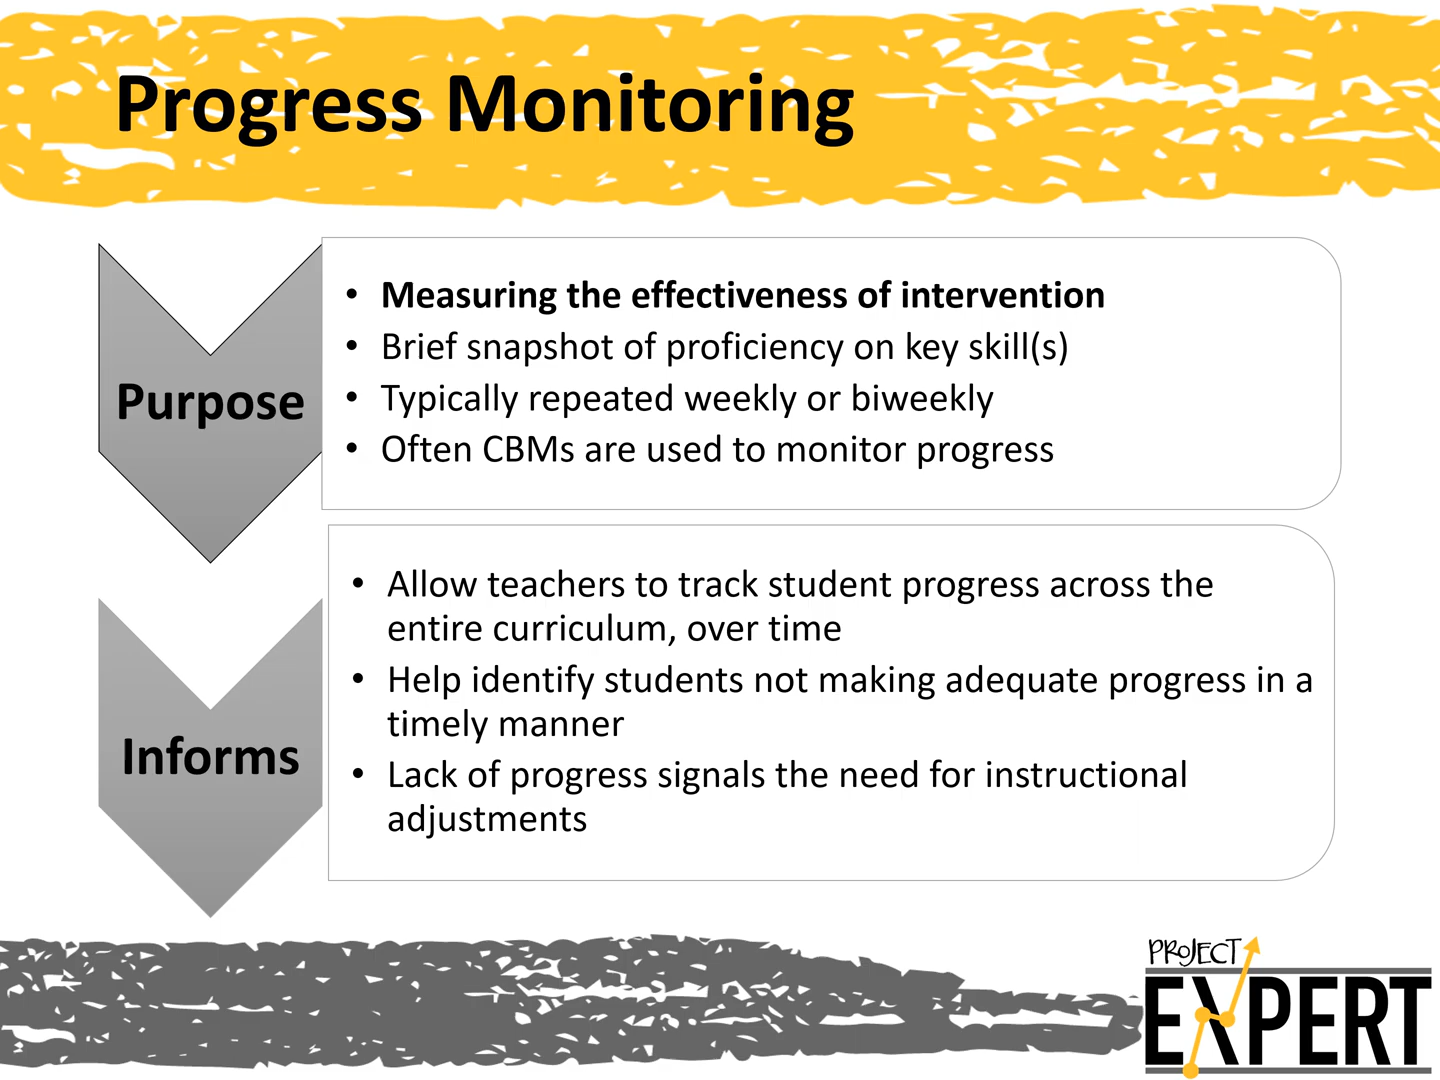 Progress Monitoring
Purpose
• Measuring the effectiveness of intervention
• Brief snapshot of proficiency on key skill(s)
• Typically repeated weekly or biweekly
• Often CBMs are used to monitor progress
Informs
• Allow teachers to track student progress across the
entire curriculum, over time
• Help identify students not making adequate progress in a
timely manner
• Lack of progress signals the need for instructional
adjustments
PROJECT
EXPERT